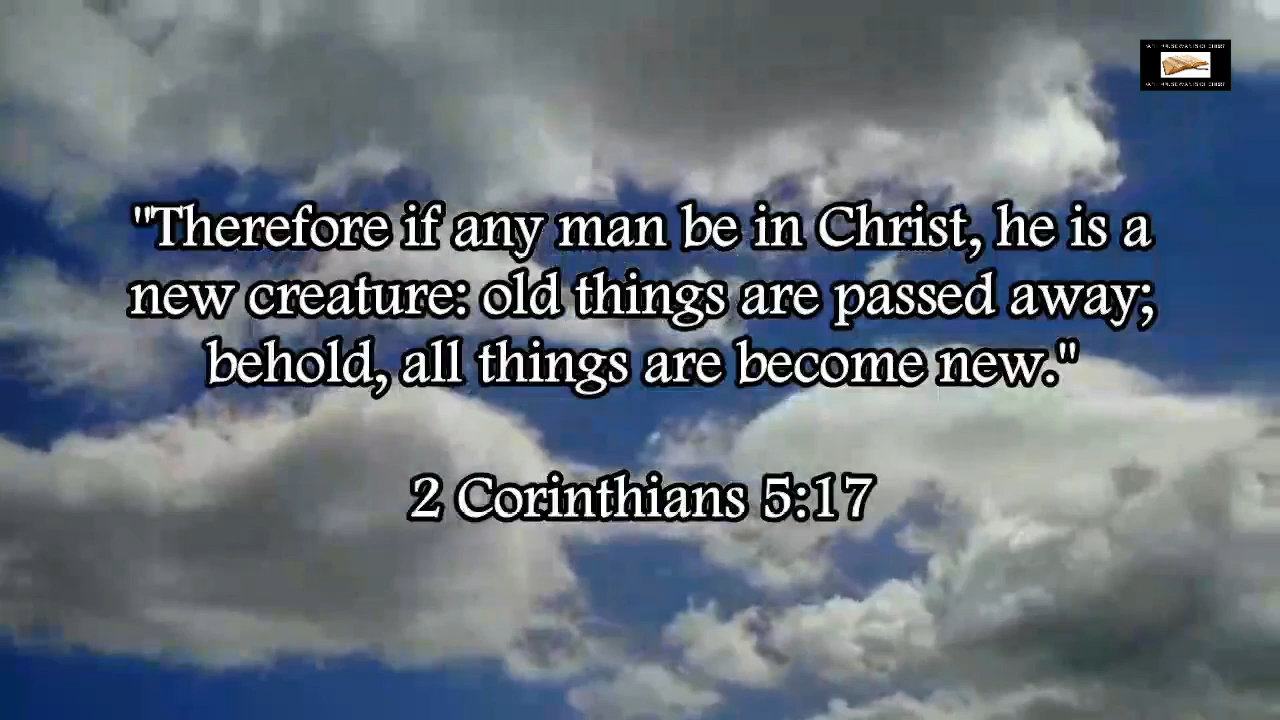 "Therefore if any man be in Christ, he is a
new creature: old things are passed away;
behold, all things are become new."
2 Corinthians 5:17